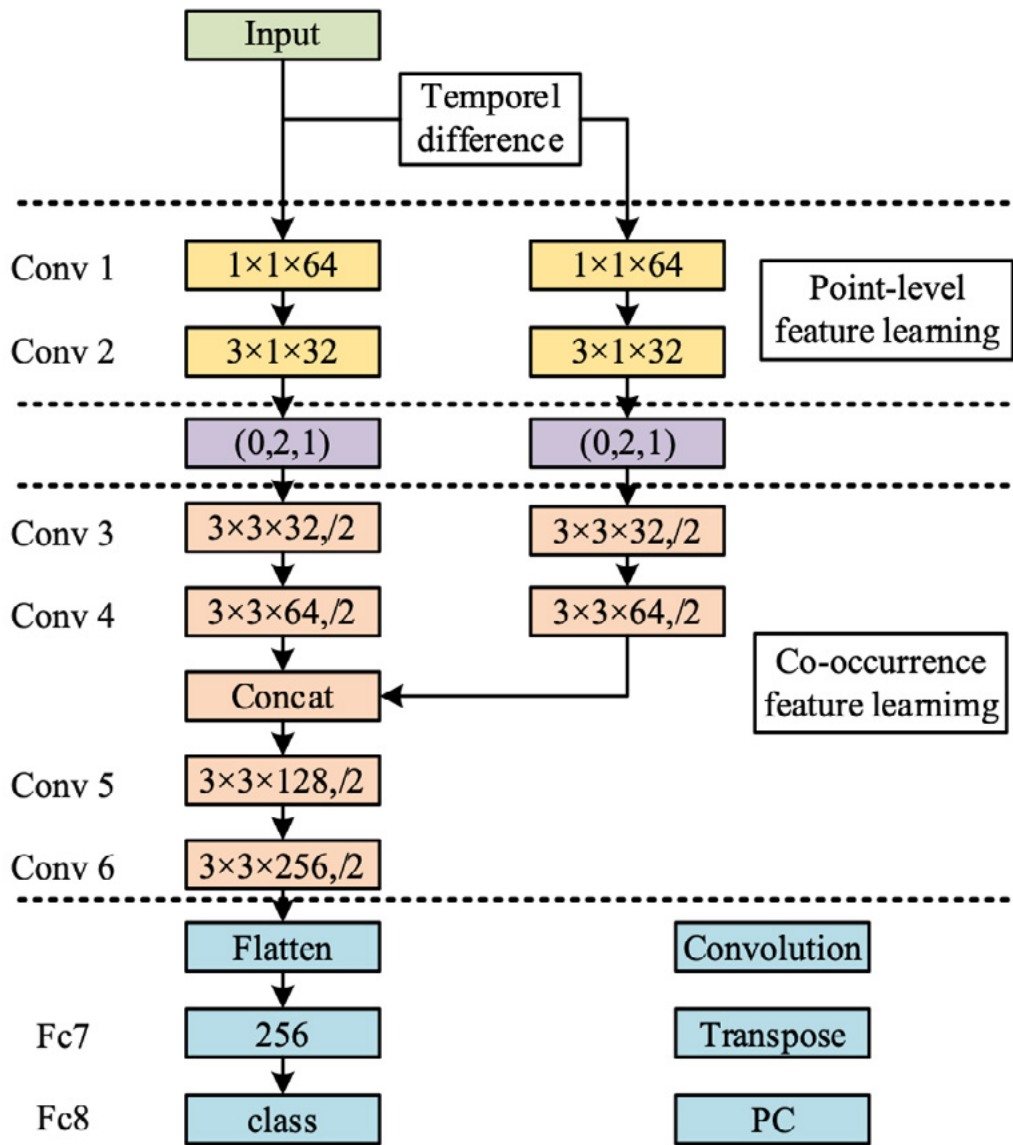 Input
Temporel
difference
Conv 1
1×1×64
1×1×64
Point-level
feature learning
Conv 2
3×1×32
3×1×32
(0,2,1)
(0,2,1)
Conv 3
3×3×32,/2
3×3×32,/2
Conv 4
3×3×64,/2
3×3×64,/2
Co-occurrence
feature learnimg
Concat
Conv 5
3×3×128,/2
Conv 6
3×3×256,/2
Flatten
Convolution
Fc7
256
Transpose
Fc8
class
PC